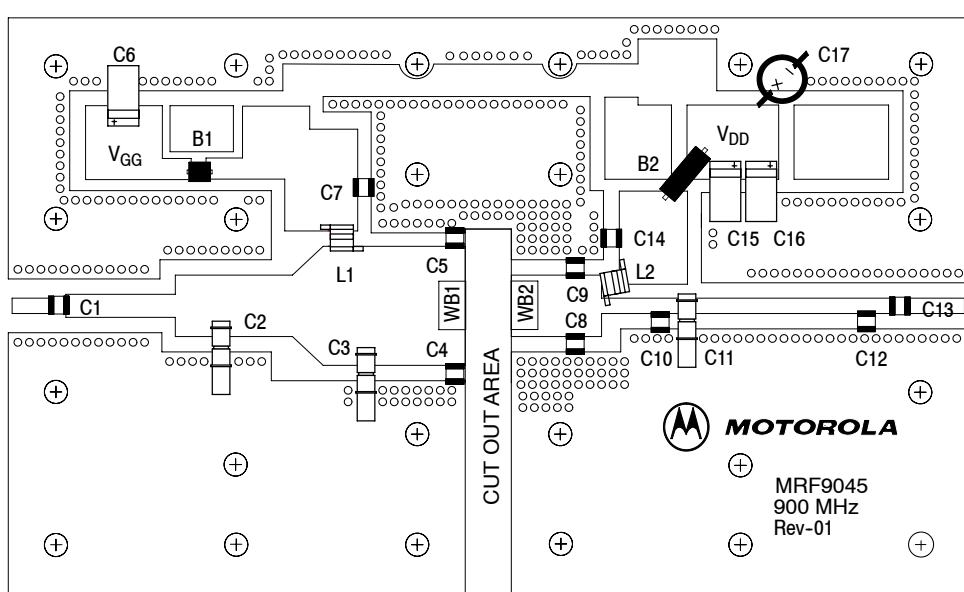 C6
C17
B1
VGG
VDD
B2
C7
C5
C14
C15
C16
L1
L2
C9
C1
C2
C3
WB1
WB2
C8
C13
C4
C10
C11
C12
CUT OUT AREA
MOTOROLA
MRF9045
900 MHz
Rev-01